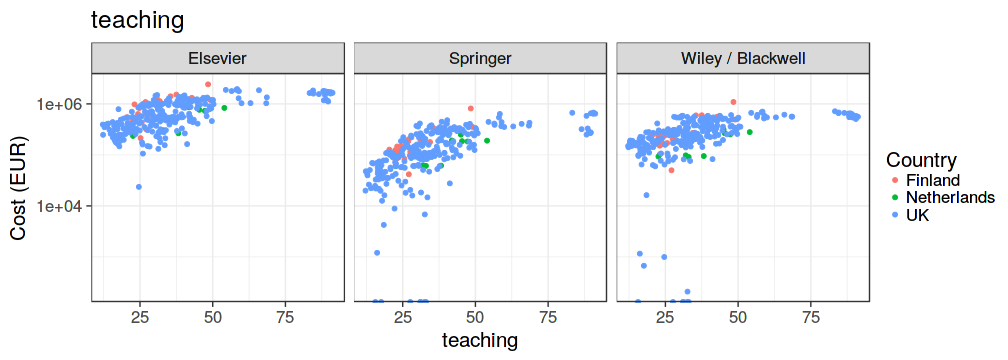 teaching
Elsevier Springer Wiley / Blackwell
1e+06
1e+04
Cost (EUR)
25 50 75 25 50 75 25 50 75
teaching
Country
Finland
Netherlands
UK